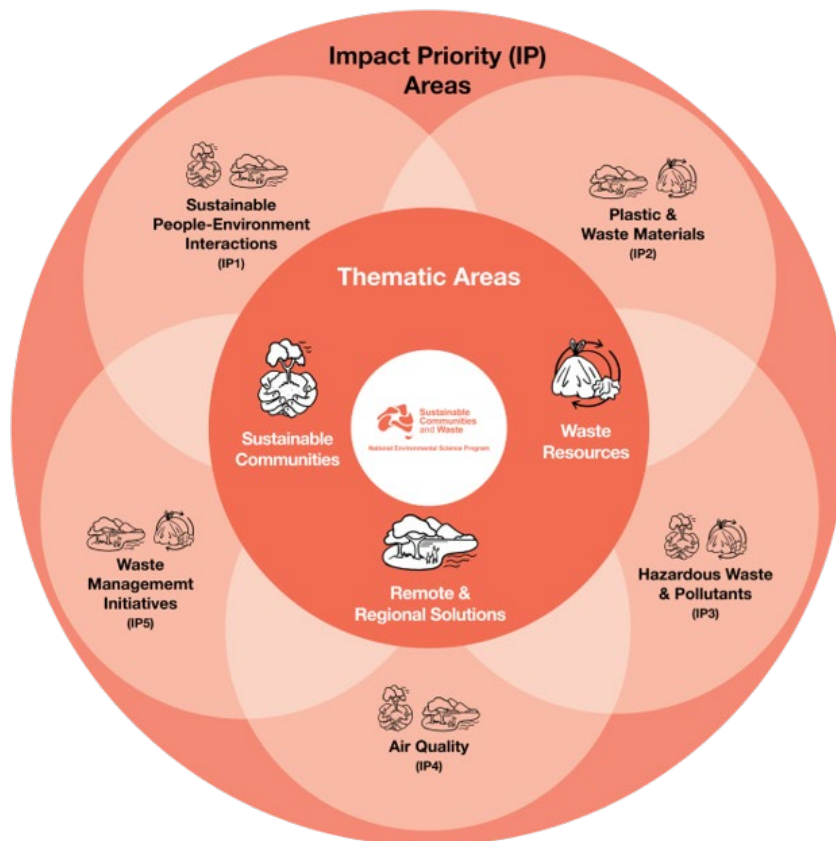 Impact Priority (IP)
Areas
Sustainable
People-Environment
Interactions
(IP1)
Plastic &
Waste Materials
(IP2)
Thematic Areas
Sustainable
Communities
Sustainable
Communities
and Waste
National Environmental Science Program
Waste
Resources
Remote &
Regional Solutions
Waste
Managememt
Initiatives
(IP5)
Hazardous Waste
& Pollutants
(IP3)
Air Quality
(IP4)